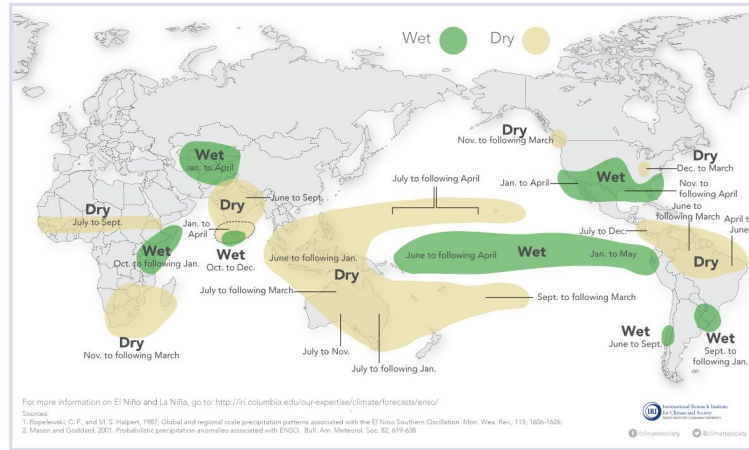 Wet Dry
Dry
Nov. to following March
Dry
Dec. to March
Wet
Jan. to April
Jan. to April
Wet
Nov. to
following April
July to following April
Dry
June to Sept.
Dry
July to Sept.
Jan. to
April
Wet
Oct. to following Jan.
Wet
Oct. to Dec.
June to following Jan.
Dry
July to following March
June to following April
Wet
Jan. to May
July to Dec.
June to
following March
April t
June
Dry
Sept. to following March
July to Nov.
July to following Jan.
Dry
Nov. to following March
Wet
June to Sept.
Wet
Sept. to
following Jan.
For more information on El Niño and La Niña, go to: http://iri.columbia.edu/our-expertise/climate/forecasts/enso/
Sources:
1. Ropelewski, C. F., and M. S. Halpert, 1987: Global and regional scale precipitation patterns associated with the El Nino Southern Oscillation: Mon. Wea. Rev., 115, 1606-1626;
2. Mason and Goddard, 2001. Probabilistic precipitation anomalies associated with ENSO. Bull. Am. Meteorol. Soc. 82, 619-638
IRI
International Research Institute
for Climate and Society
/climatesociety @climatesociety